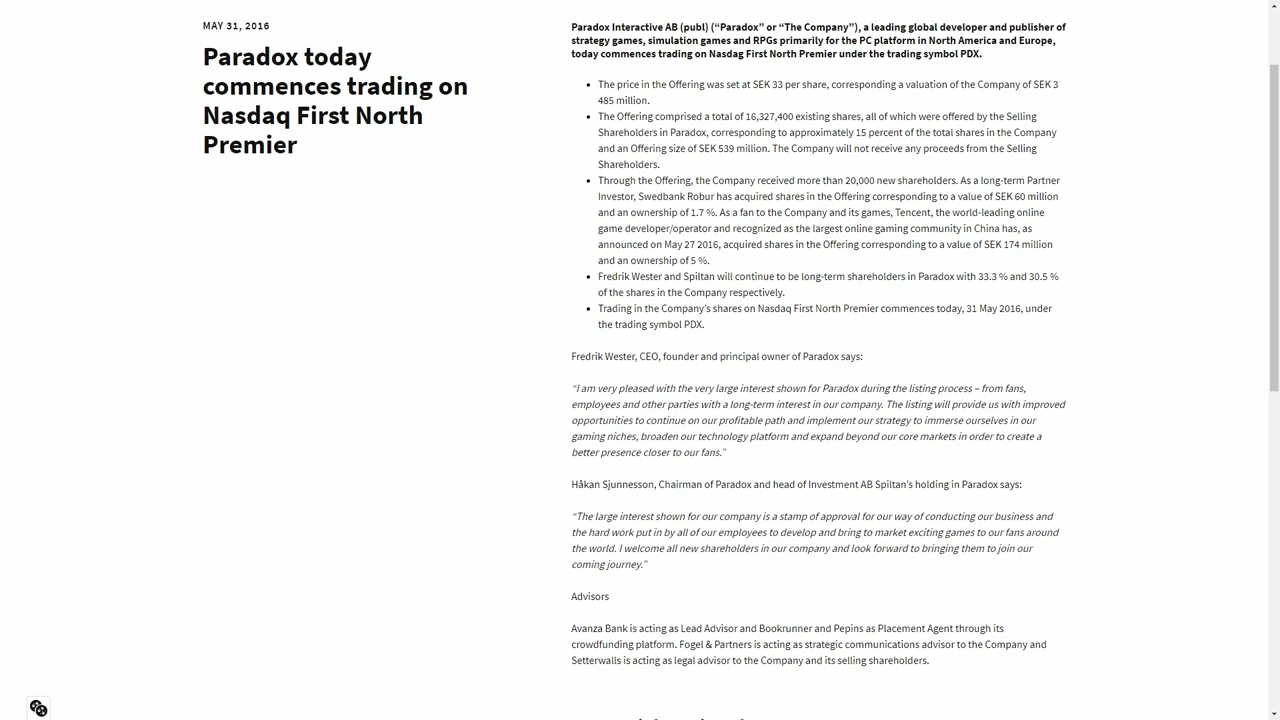 MAY 31, 2016
Paradox today
commences trading on
Nasdaq First North
Premier
Paradox Interactive AB (publ) (“Paradox” or “The Company”), a leading global developer and publisher of
strategy games, simulation games and RPGs primarily for the PC platform in North America and Europe,
today commences trading on Nasdag First North Premier under the trading symbol PDX.
• The price in the Offering was set at SEK 33 per share, corresponding a valuation of the Company of SEK 3
485 million.
• The Offering comprised a total of 16,327,400 existing shares, all of which were offered by the Selling
Shareholders in Paradox, corresponding to approximately 15 percent of the total shares in the Company
and an Offering size of SEK 539 million. The Company will not receive any proceeds from the Selling
Shareholders.
• Through the Offering, the Company received more than 20,000 new shareholders. As a long-term Partner
Investor, Swedbank Robur has acquired shares in the Offering corresponding to a value of SEK 60 million
and an ownership of 1.7 %. As a fan to the Company and its games, Tencent, the world-leading online
game developer/operator and recognized as the largest online gaming community in China has, as
announced on May 27 2016, acquired shares in the Offering corresponding to a value of SEK 174 million
and an ownership of 5 %.
• Fredrik Wester and Spiltan will continue to be long-term shareholders in Paradox with 33.3 % and 30.5 %
of the shares in the Company respectively.
• Trading in the Company’s shares on Nasdaq First North Premier commences today, 31 May 2016, under
the trading symbol PDX.
Fredrik Wester, CEO, founder and principal owner of Paradox says:
“I am very pleased with the very large interest shown for Paradox during the listing process – from fans,
employees and other parties with a long-term interest in our company. The listing will provide us with improved
opportunities to continue on our profitable path and implement our strategy to immerse ourselves in our
gaming niches, broaden our technology platform and expand beyond our core markets in order to create a
better presence closer to our fans.”
Håkan Sjunnesson, Chairman of Paradox and head of Investment AB Spiltan’s holding in Paradox says:
“The large interest shown for our company is a stamp of approval for our way of conducting our business and
the hard work put in by all of our employees to develop and bring to market exciting games to our fans around
the world. I welcome all new shareholders in our company and look forward to bringing them to join our
coming journey.”
Advisors
Avanza Bank is acting as Lead Advisor and Bookrunner and Pepins as Placement Agent through its
crowdfunding platform. Fogel & Partners is acting as strategic communications advisor to the Company and
Setterwalls is acting as legal advisor to the Company and its selling shareholders.